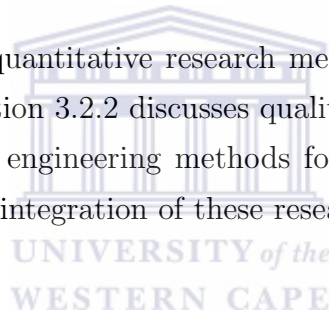 quantitative research me
sion 3.2.2 discusses quali
engineering methods fo
integration of these resea
UNIVERSITY of the
WESTERN CAPE